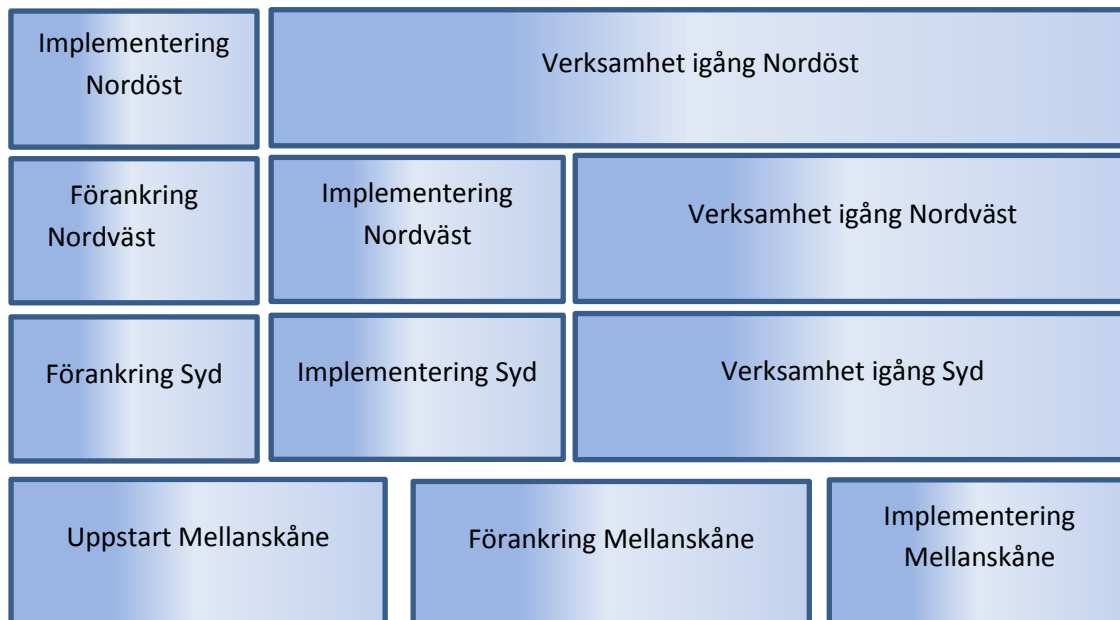 Implementering
Nordöst
Verksamhet igång Nordöst
Förankring
Nordväst
Implementering
Nordväst
Verksamhet igång Nordväst
Förankring Syd
Implementering Syd
Verksamhet igång Syd
Uppstart Mellanskåne
Förankring Mellanskåne
Implementering
Mellanskåne